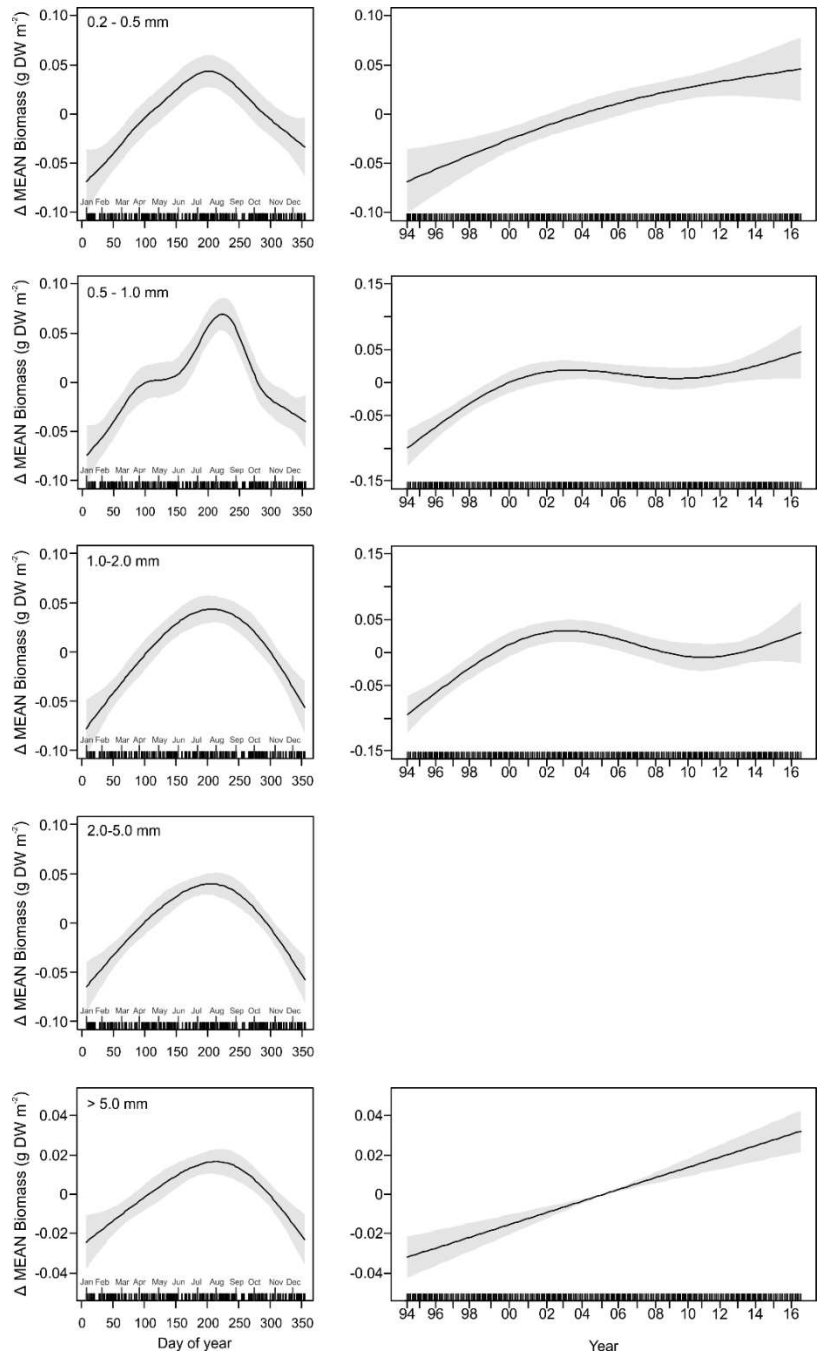 0.2 - 0.5 mm
Δ MEAN Biomass (g DW m-2)
0.10
0.05
0
-0.05
-0.10
Jan Feb Mar Apr May Jun Jul Aug Sep Oct Nov Dec
0 50 100 150 200 250 300 350
0.10
0.05
0
-0.05
-0.10
94 96 98 00 02 04 06 08 10 12 14 16
0.5 - 1.0 mm
Δ MEAN Biomass (g DW m-2)
0.10
0.05
0
-0.05
-0.10
Jan Feb Mar Apr May Jun Jul Aug Sep Oct Nov Dec
0 50 100 150 200 250 300 350
0.15
0.05
0
-0.05
-0.15
94 96 98 00 02 04 06 08 10 12 14 16
1.0-2.0 mm
Δ MEAN Biomass (g DW m-2)
0.10
0.05
0
-0.05
-0.10
Jan Feb Mar Apr May Jun Jul Aug Sep Oct Nov Dec
0 50 100 150 200 250 300 350
0.15
0.05
0
-0.05
-0.15
94 96 98 00 02 04 06 08 10 12 14 16
2.0-5.0 mm
Δ MEAN Biomass (g DW m-2)
0.10
0.05
0
-0.05
-0.10
Jan Feb Mar Apr May Jun Jul Aug Sep Oct Nov Dec
0 50 100 150 200 250 300 350
> 5.0 mm
Δ MEAN Biomass (g DW m-2)
0.04
0.02
0
-0.02
-0.04
Jan Feb Mar Apr May Jun Jul Aug Sep Oct Nov Dec
0 50 100 150 200 250 300 350
Day of year
0.04
0.02
0
-0.02
-0.04
94 96 98 00 02 04 06 08 10 12 14 16
Year